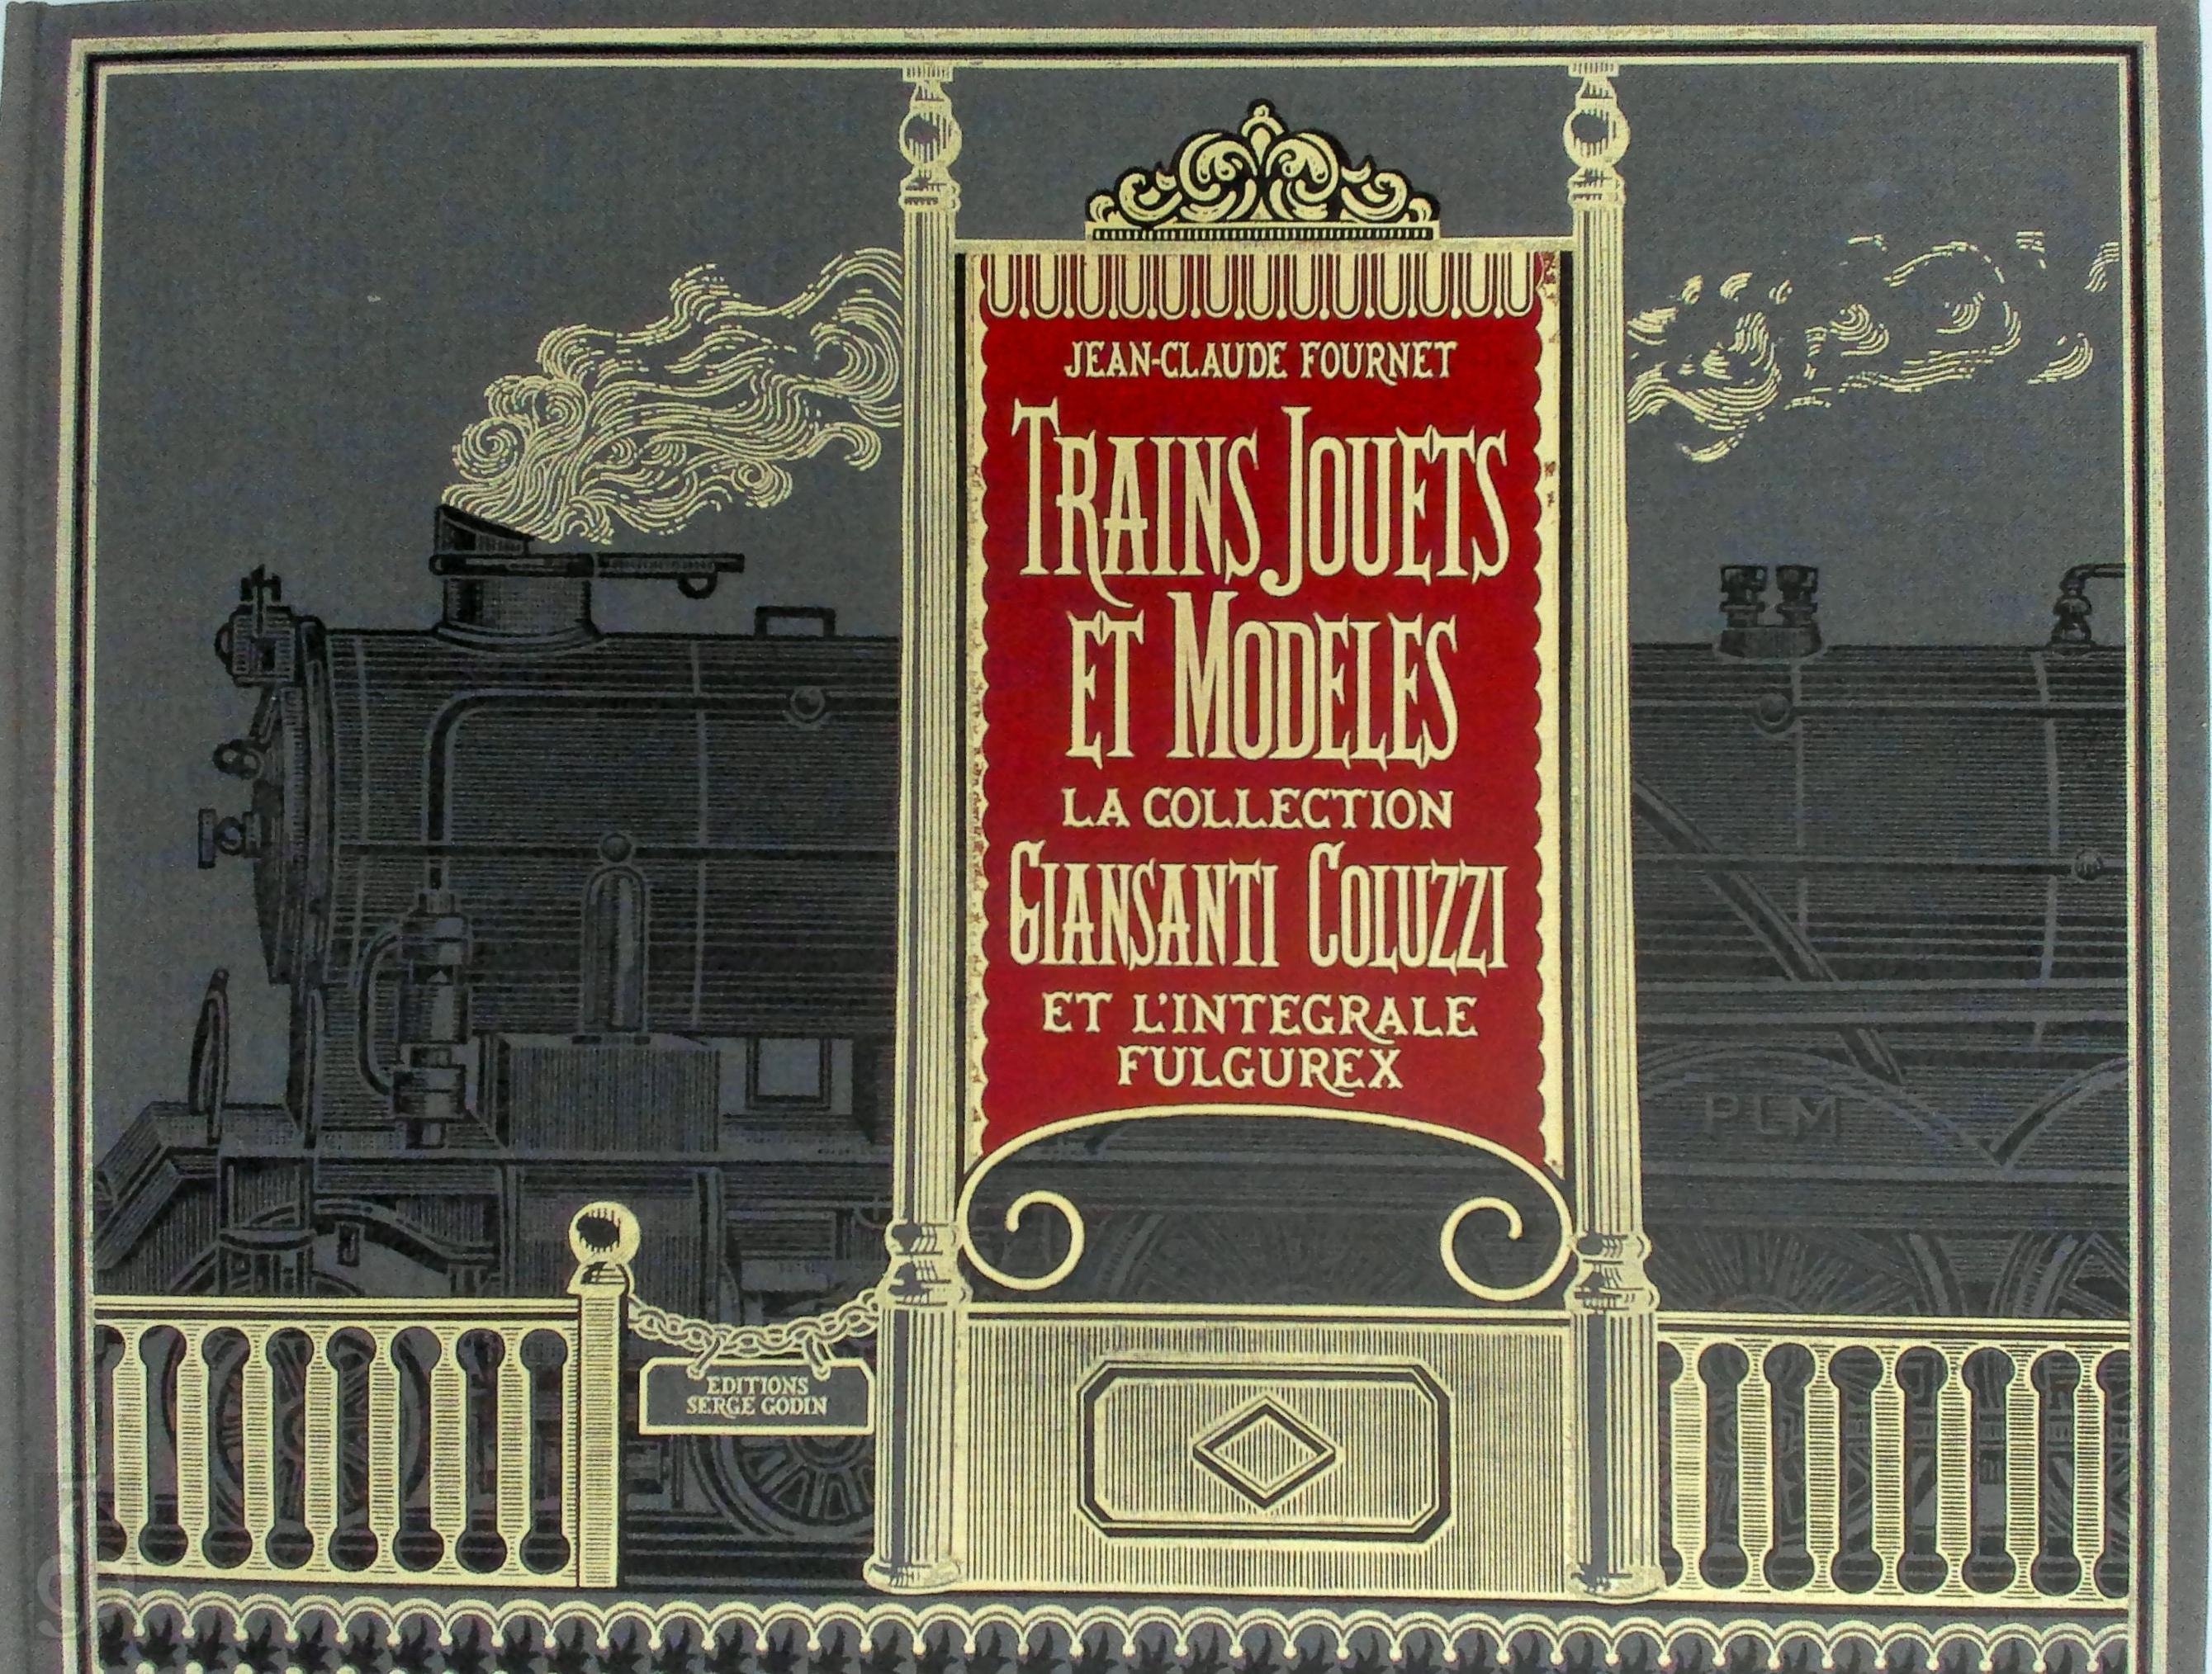 JEAN-CLAUDE FOURNET
TRAINS JOUETS
ET MODELES
LA COLLECTION
GIANSANTI COLUZZI
ET L'INTEGRALE
FULGUREX
PLM
EDITIONS
SERGE GODIN